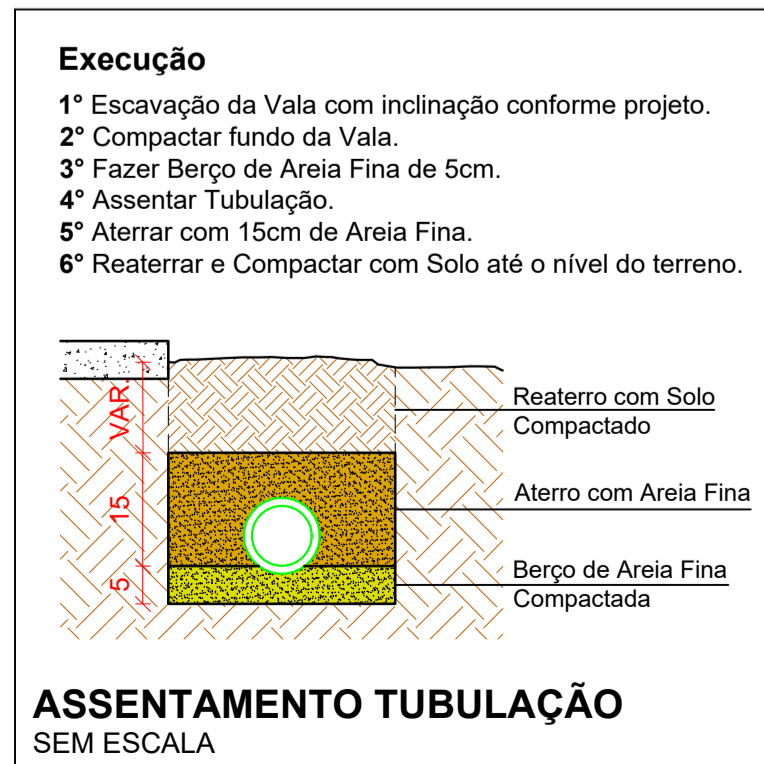 Execução
1° Escavação da Vala com inclinação conforme projeto.
2° Compactar fundo da Vala.
3° Fazer Berço de Areia Fina de 5cm.
4° Assentar Tubulação.
5° Aterrar com 15cm de Areia Fina.
6° Reaterrar e Compactar com Solo até o nível do terreno.
VAR.
15
5
Reaterro com Solo
Compactado
Aterro com Areia Fina
Berço de Areia Fina
Compactada
ASSENTAMENTO TUBULAÇÃO
SEM ESCALA